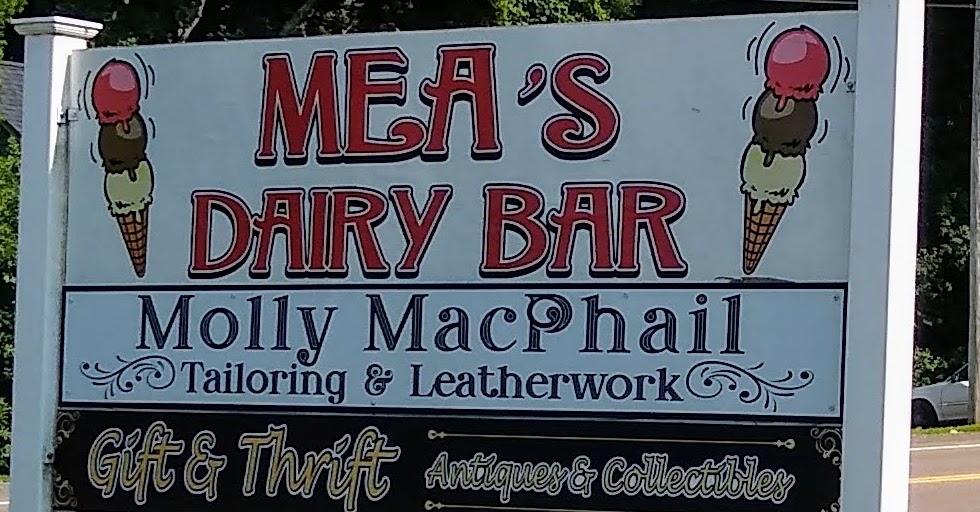 MEA'S
DAIRY BAR
Molly MacPhail
Tailoring & Leatherwork
Gift & Thrift
Antiques & Collectibles